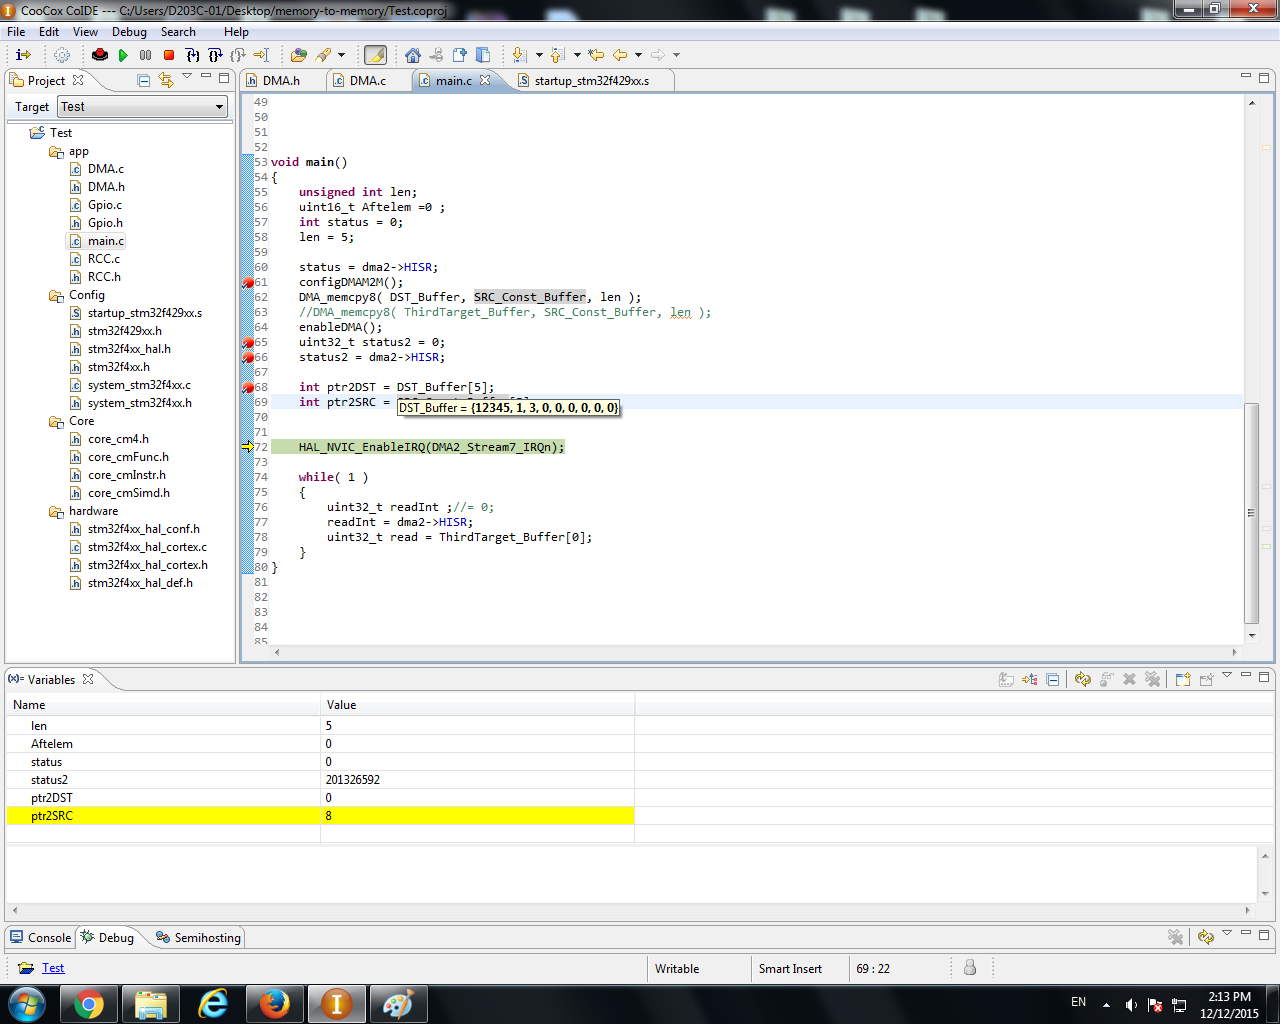 CooCox CoIDE --- C:/Users/D203C-01/Desktop/memory-to-memory/Test.coproj
File Edit View Debug Search Help
Project
Target Test
Test
app
DMA.c
DMA.h
Gpio.c
Gpio.h
main.c
RCC.c
RCC.h
Config
startup_stm32f429xx.s
stm32f429xx.h
stm32f4xx_hal.h
stm32f4xx.h
system_stm32f4xx.c
system_stm32f4xx.h
Core
core_cm4.h
core_cmFunc.h
core_cmInstr.h
core_cmSimd.h
hardware
stm32f4xx_hal_conf.h
stm32f4xx_hal_cortex.c
stm32f4xx_hal_cortex.h
stm32f4xx_hal_def.h
DMA.h DMA.c main.c startup_stm32f429xx.s
49
50
51
52
53 void main()
54 {
55 unsigned int len;
56 uint16_t Aftelem =0 ;
57 int status = 0;
58 len = 5;
59
60 status = dma2->HISR;
61 configDMAM2M();
62 DMA_memcpy8( DST_Buffer, SRC_Const_Buffer, len );
63 //DMA_memcpy8( ThirdTarget_Buffer, SRC_Const_Buffer, len );
64 enableDMA();
65 uint32_t status2 = 0;
66 status2 = dma2->HISR;
67
68 int ptr2DST = DST_Buffer[5];
69 int ptr2SRC =
DST_Buffer = {12345, 1, 3, 0, 0, 0, 0, 0, 0}
70
71
72 HAL_NVIC_EnableIRQ(DMA2_Stream7_IRQn);
73
74 while( 1 )
75 {
76 uint32_t readInt ;//= 0;
77 readInt = dma2->HISR;
78 uint32_t read = ThirdTarget_Buffer[0];
79 }
80 }
81
82
83
84
85
(x)= Variables
Name Value
len 5
Aftelem 0
status 0
status2 201326592
ptr2DST 0
ptr2SRC 8
Console Debug Semihosting
Test Writable Smart Insert 69 : 22
EN 2:13 PM
12/12/2015